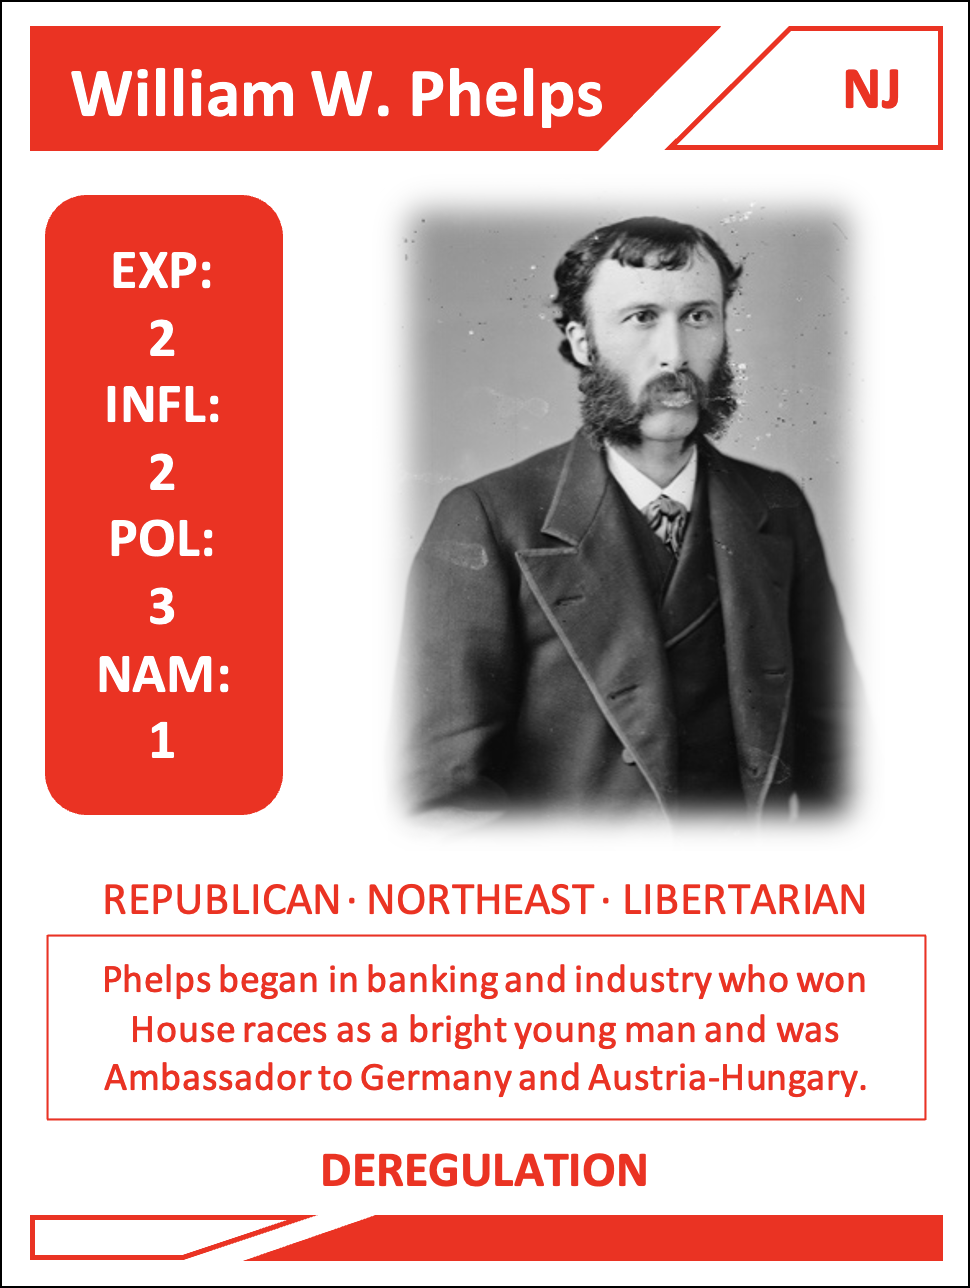 William W. Phelps
NJ
EXP:
2
INFL:
2
POL:
3
NAM:
1
REPUBLICAN · NORTHEAST · LIBERTARIAN
Phelps began in banking and industry who won
House races as a bright young man and was
Ambassador to Germany and Austria-Hungary.
DEREGULATION